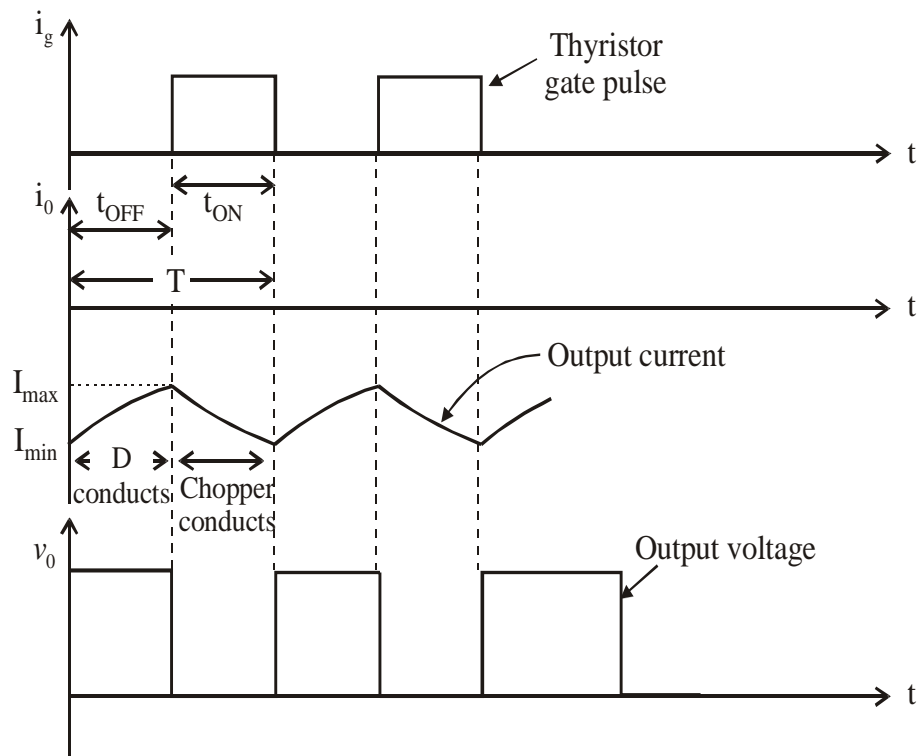 i_g
Thyristor
gate pulse
t
i_0
t_OFF
t_ON
T
t
Output current
I_max
I_min
D
conducts
Chopper
conducts
v_0
Output voltage
t